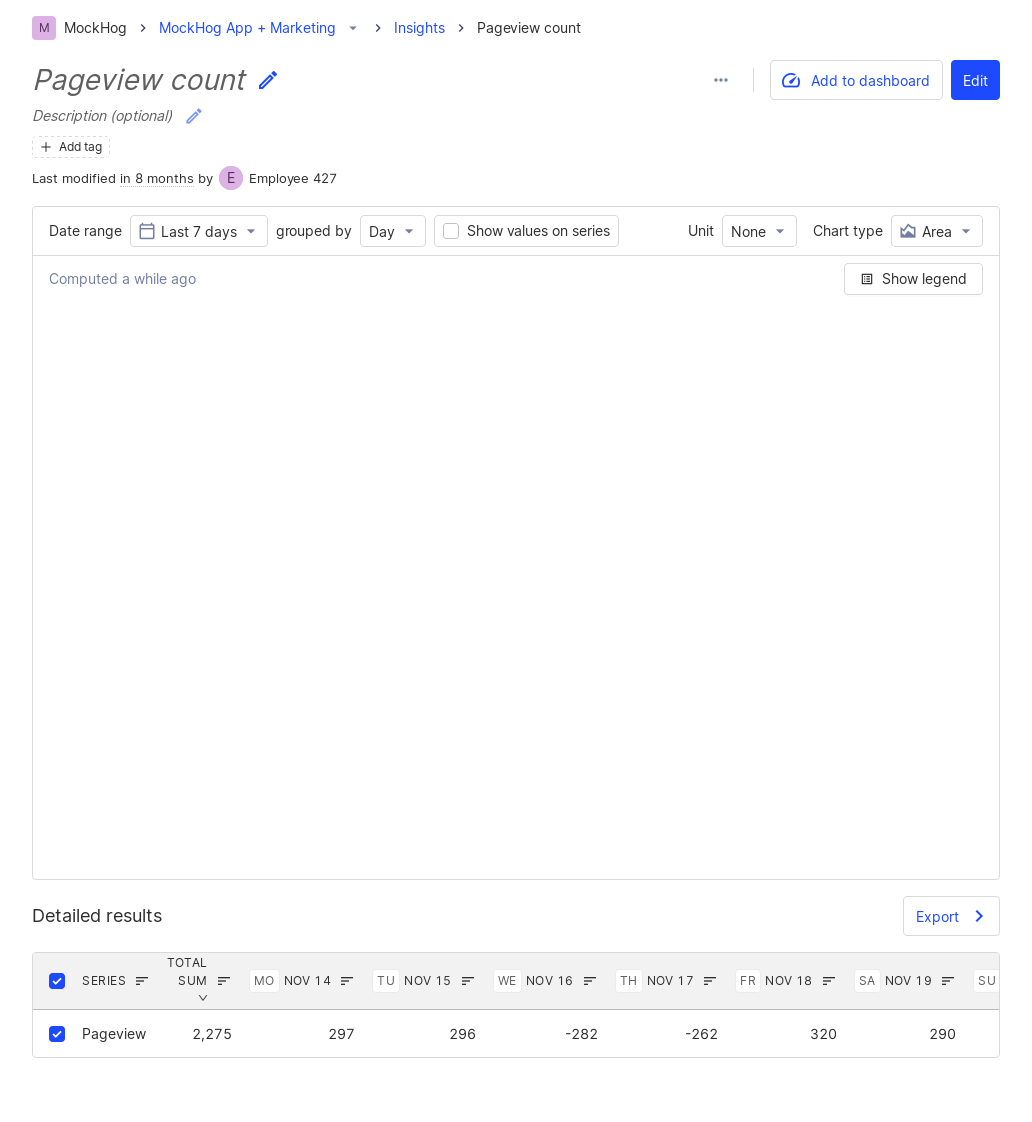 M MockHog MockHog App + Marketing Insights Pageview count
Pageview count
Add to dashboard Edit
Description (optional)
Add tag
Last modified in 8 months by E Employee 427
Date range Last 7 days grouped by Day Show values on series Unit None Chart type Area
Computed a while ago Show legend
Detailed results Export
SERIES TOTAL SUM MO NOV 14 TU NOV 15 WE NOV 16 TH NOV 17 FR NOV 18 SA NOV 19 SU
Pageview 2,275 297 296 -282 -262 320 290